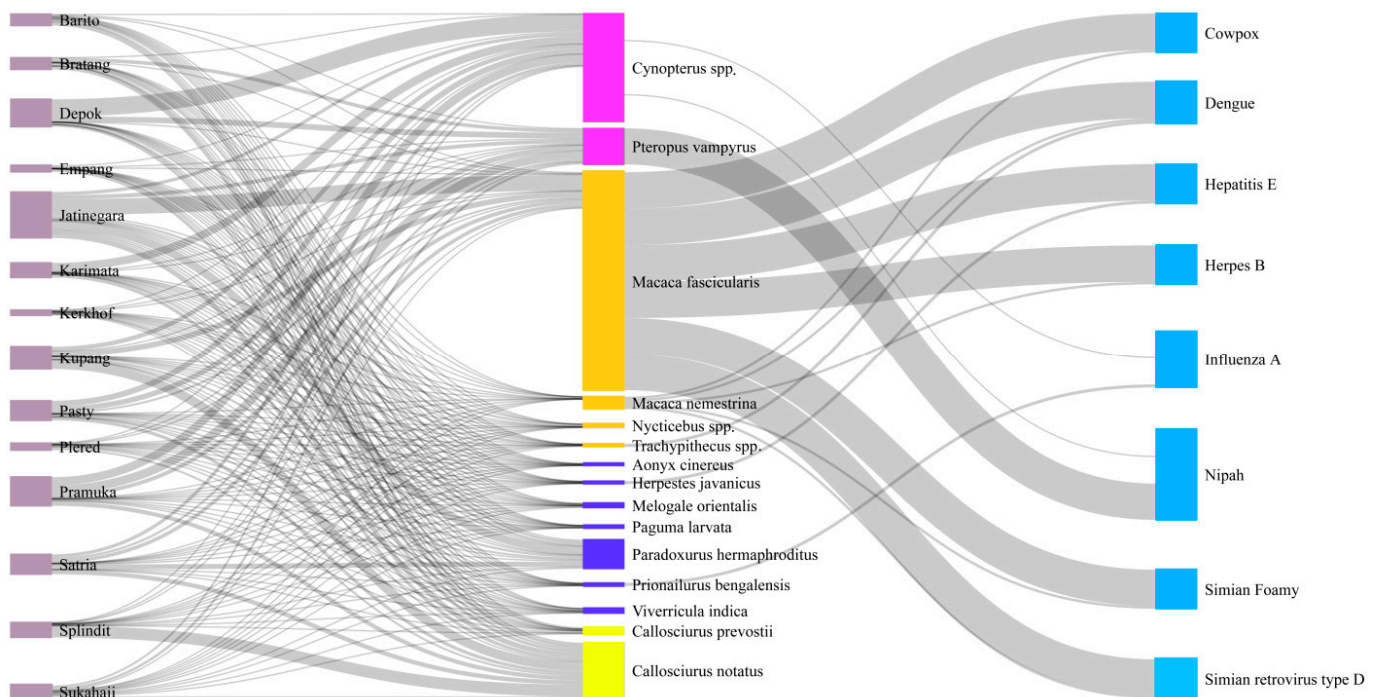 Barito
Bratang
Depok
Empang
Jatinegara
Karimata
Kerkhof
Kupang
Pasty
Plered
Pramuka
Satria
Splindit
Sukahaji
Cynopterus spp.
Pteropus vampyrus
Macaca fascicularis
Macaca nemestrina
Nycticebus spp.
Trachypithecus spp.
Aonyx cinereus
Herpestes javanicus
Melogale orientalis
Paguma larvata
Paradoxurus hermaphroditus
Prionailurus bengalensis
Viverricula indica
Callosciurus prevostii
Callosciurus notatus
Cowpox
Dengue
Hepatitis E
Herpes B
Influenza A
Nipah
Simian Foamy
Simian retrovirus type D